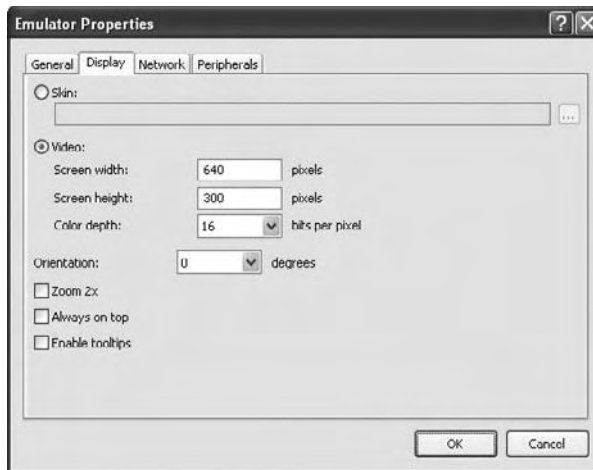 Emulator Properties
General Display Network Peripherals
Skin:
...
Video:
Screen width: 640 pixels
Screen height: 300 pixels
Color depth: 16 bits per pixel
Orientation: 0 degrees
Zoom 2x
Always on top
Enable tooltips
OK Cancel